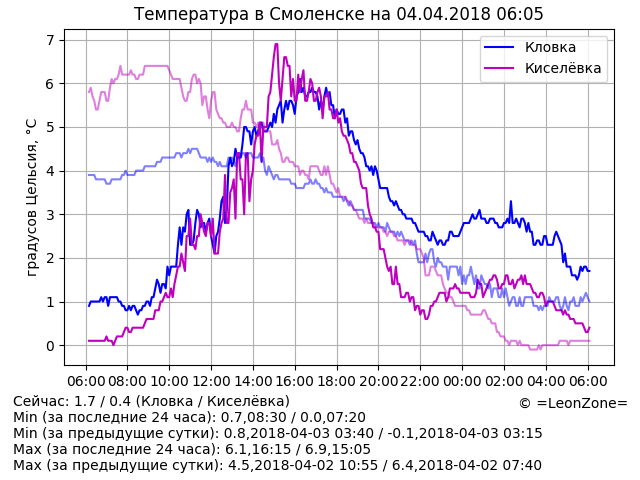 Температура в Смоленске на 04.04.2018 06:05
Кловка
Киселёвка
градусов Цельсия, °C
7
6
5
4
3
2
1
0
06:00 08:00 10:00 12:00 14:00 16:00 18:00 20:00 22:00 00:00 02:00 04:00 06:00
Сейчас: 1.7 / 0.4 (Кловка / Киселёвка)
© =LeonZone=
Min (за последние 24 часа): 0.7,08:30 / 0.0,07:20
Min (за предыдущие сутки): 0.8,2018-04-03 03:40 / -0.1,2018-04-03 03:15
Max (за последние 24 часа): 6.1,16:15 / 6.9,15:05
Max (за предыдущие сутки): 4.5,2018-04-02 10:55 / 6.4,2018-04-02 07:40